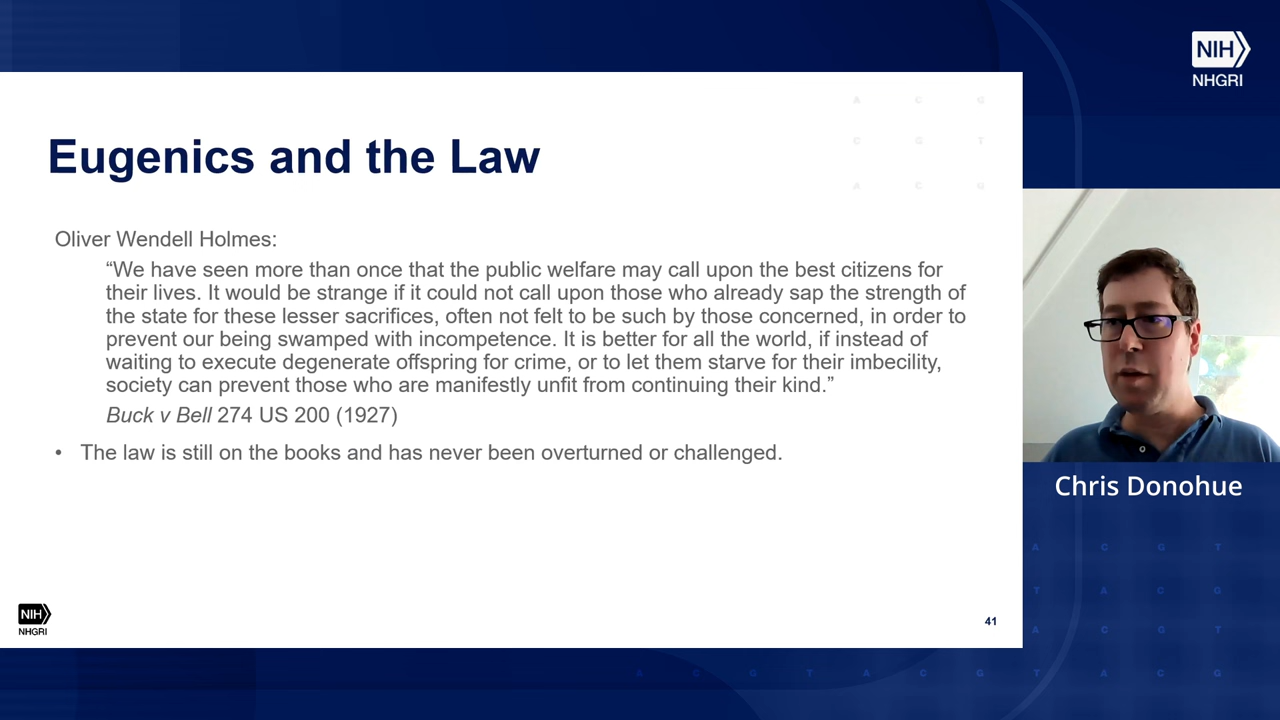 NIH
NHGRI
A C G
C G T
A C G
Eugenics and the Law
Oliver Wendell Holmes:
“We have seen more than once that the public welfare may call upon the best citizens for
their lives. It would be strange if it could not call upon those who already sap the strength of
the state for these lesser sacrifices, often not felt to be such by those concerned, in order to
prevent our being swamped with incompetence. It is better for all the world, if instead of
waiting to execute degenerate offspring for crime, or to let them starve for their imbecility,
society can prevent those who are manifestly unfit from continuing their kind.”
Buck v Bell 274 US 200 (1927)
• The law is still on the books and has never been overturned or challenged.
Chris Donohue
A C G T
T A C G
A C G T
NIH
NHGRI
41
A C G T A C G T A C G